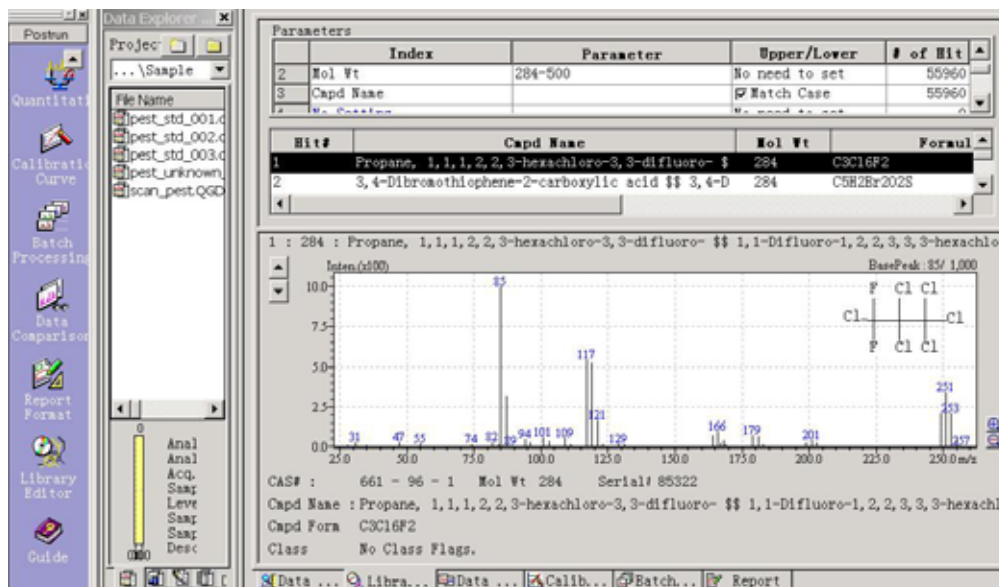 Postrun
Quantitati
Calibratic
Curve
Batch
Processing
Data
Comparison
Report
Format
Library
Editor
Guide
Data Explorer ...
Projec
...\Sample
File Name
pest_std_001.
pest_std_002.
pest_std_003.
pest_unknown_
scan_pest.QGD
0
Anal
Anal
Acq.
Samp
Leve
Samp
Samp
Desc
Parameters
Index Parameter Upper/Lower # of Hit
2 Mol Wt 284-500 No need to set 55960
3 Cmpd Name Match Case 55960
Hit# Cmpd Name Mol Wt Formul
1 Propane, 1,1,1,2,2,3-hexachloro-3,3-difluoro- $ 284 C3Cl6F2
2 3,4-Dibromothiophene-2-carboxylic acid $$ 3,4-D 284 C5H2Br2O2S
1 : 284 : Propane, 1,1,1,2,2,3-hexachloro-3,3-difluoro- $$ 1,1-Difluoro-1,2,2,3,3,3-hexachlo
Inten.(x100) BasePeak : 85/ 1,000
10.0
7.5
5.0
2.5
0.0
85
117
121
31 47 55 74 82 89 94 101 109 129 166 179 201 251 253 257
F Cl Cl
Cl Cl
F Cl Cl
25.0 50.0 75.0 100.0 125.0 150.0 175.0 200.0 225.0 250.0 m/z
CAS# : 661 - 96 - 1 Mol Wt 284 Serial# 85322
Cmpd Name : Propane, 1,1,1,2,2,3-hexachloro-3,3-difluoro- $$ 1,1-Difluoro-1,2,2,3,3,3-hexachl
Cmpd Form C3Cl6F2
Class No Class Flags.
Data ... Libra... Data ... Calib... Batch... Report